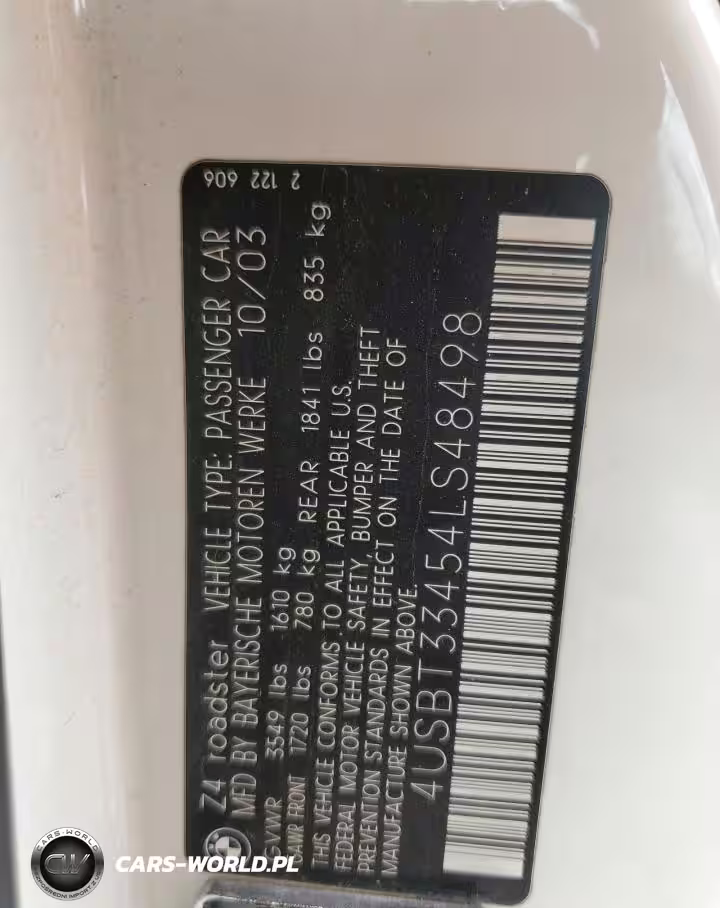 2 122 606
Z4 roadster VEHICLE TYPE: PASSENGER CAR
MFD BY BAYERISCHE MOTOREN WERKE 10/03
GVWR 3549 lbs 1610 kg
GAWR FRONT 1720 lbs 780 kg REAR 1841 lbs 835 kg
THIS VEHICLE CONFORMS TO ALL APPLICABLE U.S.
FEDERAL MOTOR VEHICLE SAFETY, BUMPER AND THEFT
PREVENTION STANDARDS IN EFFECT ON THE DATE OF
MANUFACTURE SHOWN ABOVE.
4USBT33454LS48498
CARS-WORLD
CW
CARS-WORLD.PL